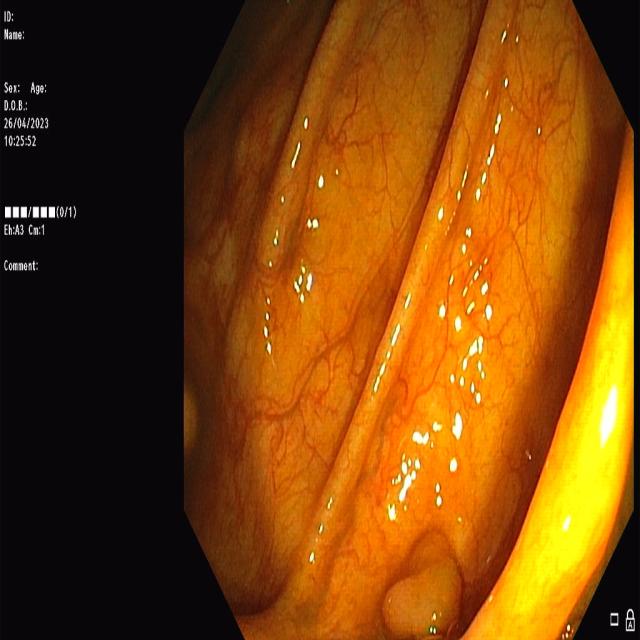 ID:
Name:
Sex: Age:
D.O.B.:
26/04/2023
10:25:52
■■■/■■■(0/1)
Eh:A3 Cm:1
Comment:
A